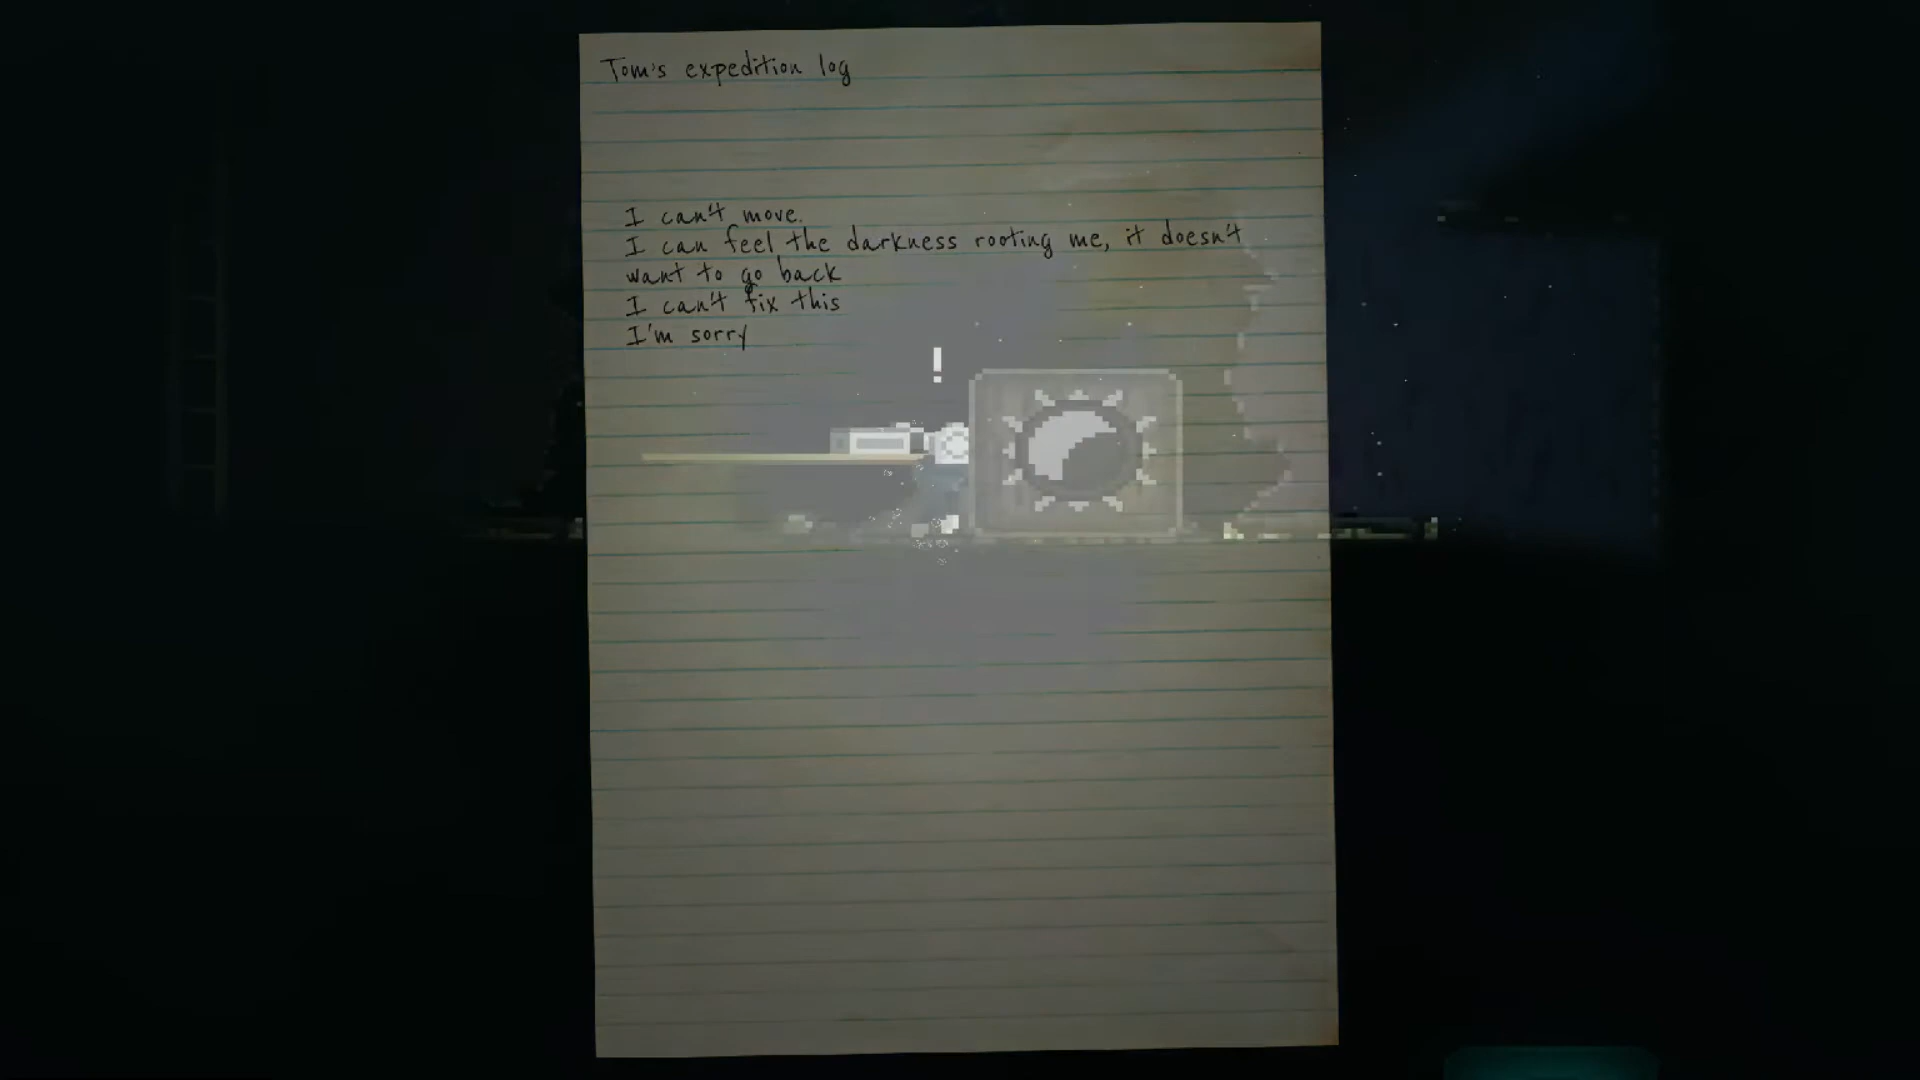 Tom's expedition log
I can't move.
I can feel the darkness rooting me, it doesn't
want to go back
I can't fix this
I'm sorry
!